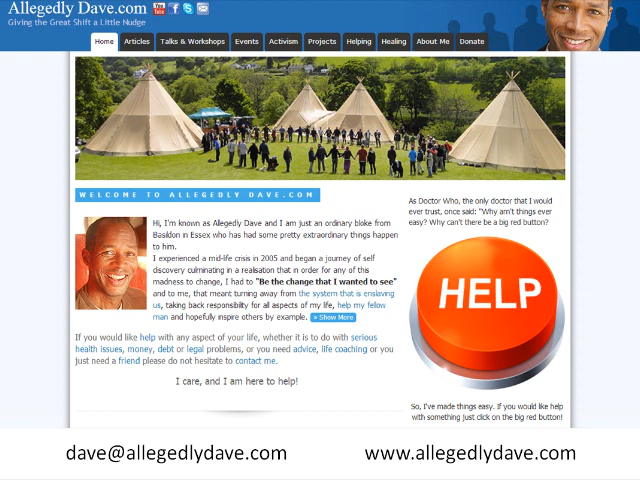 Allegedly Dave.com
You Tube
Giving the Great Shift a Little Nudge
Home Articles Talks & Workshops Events Activism Projects Helping Healing About Me Donate
WELCOME TO ALLEGEDLY DAVE.COM
Hi, I'm known as Allegedly Dave and I am just an ordinary bloke from
Basildon in Essex who has had some pretty extraordinary things happen
to him.
I experienced a mid-life crisis in 2005 and began a journey of self
discovery culminating in a realisation that in order for any of this
madness to change, I had to "Be the change that I wanted to see"
and to me, that meant turning away from the system that is enslaving
us, taking back responsibilty for all aspects of my life, help my fellow
man and hopefully inspire others by example. » Show More
If you would like help with any aspect of your life, whether it is to do with serious
health issues, money, debt or legal problems, or you need advice, life coaching or you
just need a friend please do not hesitate to contact me.
I care, and I am here to help!
As Doctor Who, the only doctor that I would
ever trust, once said: "Why am't things ever
easy? Why can't there be a big red button?
HELP
So, I've made things easy. If you would like help
with something just click on the big red button!
dave@allegedlydave.com
www.allegedlydave.com